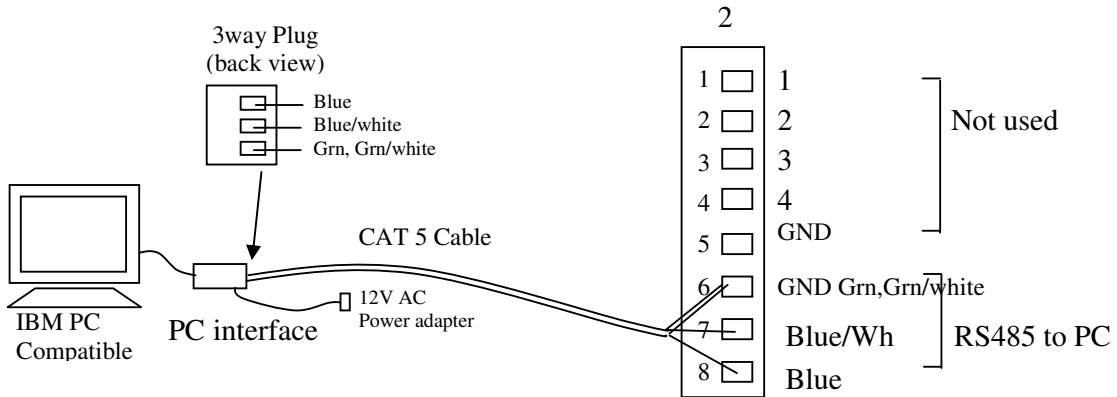 2
3way Plug
(back view)
Blue
Blue/white
Grn, Grn/white
1 1
2 2
3 3
4 4
5 GND
Not used
CAT 5 Cable
6 GND Grn,Grn/white
7 Blue/Wh
8 Blue
RS485 to PC
12V AC
Power adapter
PC interface
IBM PC
Compatible